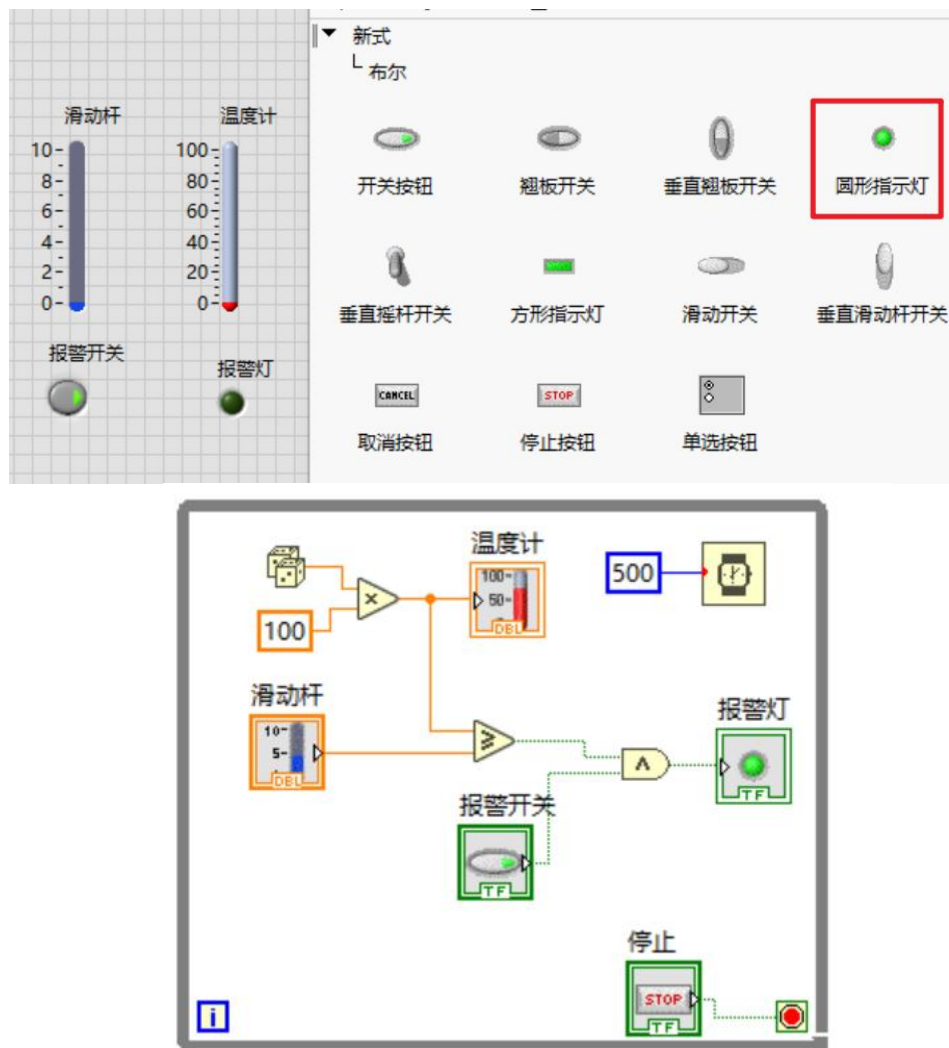 新式
布尔
滑动杆 温度计
10 100
8 80
6 60
4 40
2 20
0 0
报警开关 报警灯
开关按钮 翘板开关 垂直翘板开关 圆形指示灯
垂直摇杆开关 方形指示灯 滑动开关 垂直滑动杆开关
CANCEL STOP
取消按钮 停止按钮 单选按钮
温度计
100
50
DBL
500
×
100
滑动杆
10
5
DBL
≥
报警灯
TF
∧
报警开关
TF
停止
STOP
TF
i